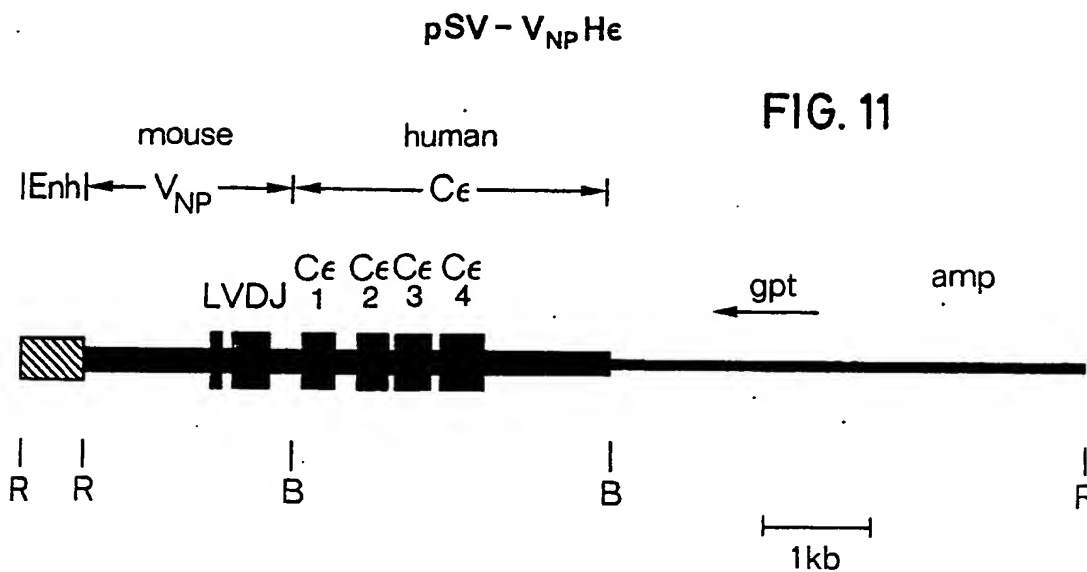 pSV – V_NP Hε
FIG. 11
mouse human
|Enh| V_NP Cε
LVDJ Cε 1 Cε 2 Cε 3 Cε 4 gpt amp
R R B B R
1kb